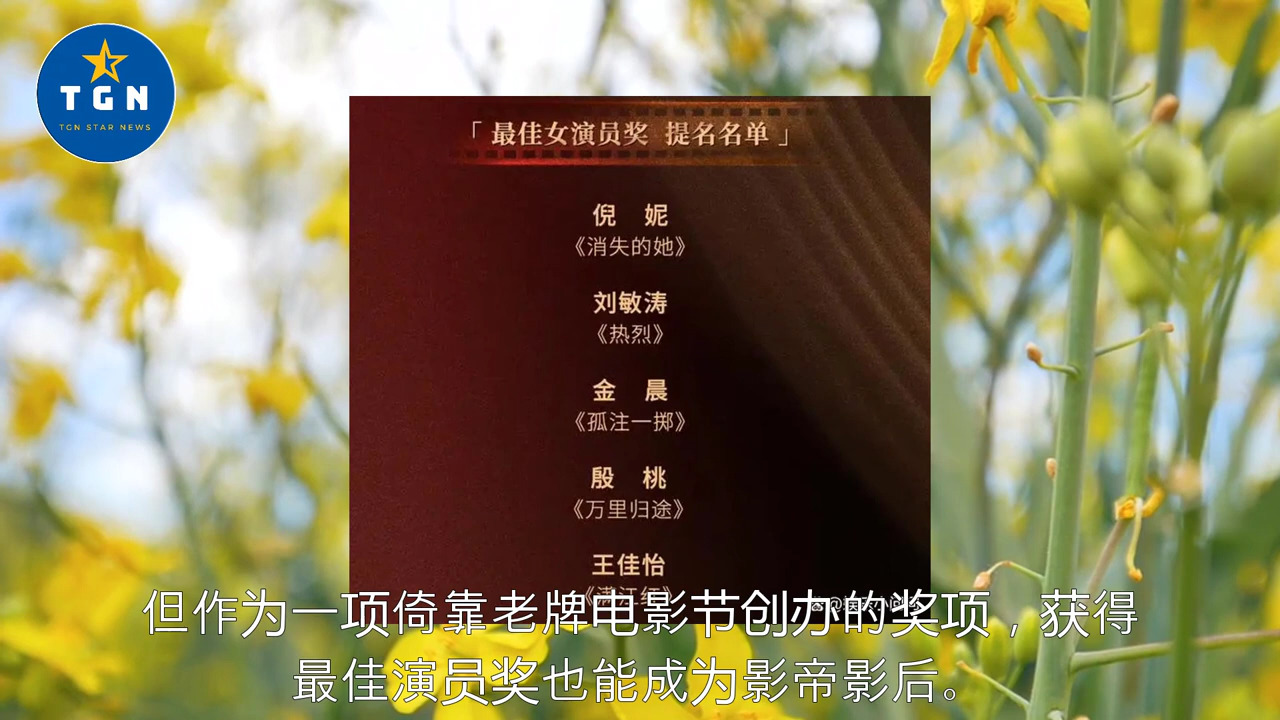 TGN
TGN STAR NEWS
「 最佳女演员奖 提名名单 」
倪 妮
《消失的她》
刘敏涛
《热烈》
金 晨
《孤注一掷》
殷 桃
《万里归途》
王佳怡
《满江红》
但作为一项倚靠老牌电影节创办的奖项，获得
最佳演员奖也能成为影帝影后。